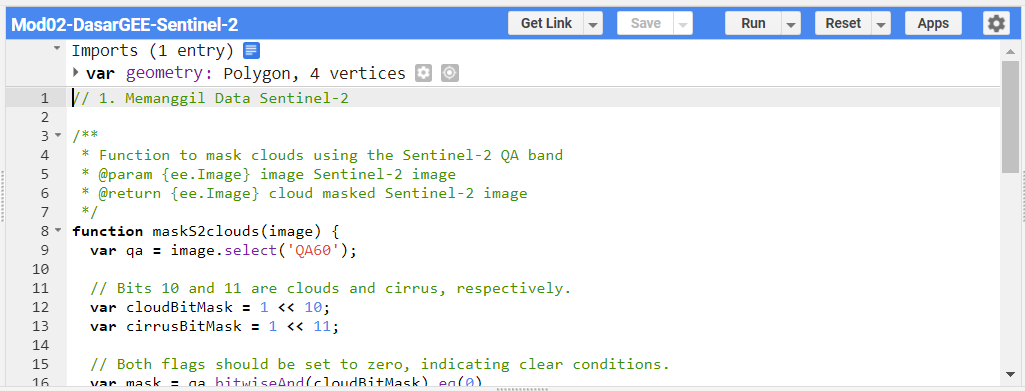 Mod02-DasarGEE-Sentinel-2 Get Link Save Run Reset Apps
Imports (1 entry)
var geometry: Polygon, 4 vertices
1 // 1. Memanggil Data Sentinel-2
2
3 /**
4 * Function to mask clouds using the Sentinel-2 QA band
5 * @param {ee.Image} image Sentinel-2 image
6 * @return {ee.Image} cloud masked Sentinel-2 image
7 */
8 function maskS2clouds(image) {
9 var qa = image.select('QA60');
10
11 // Bits 10 and 11 are clouds and cirrus, respectively.
12 var cloudBitMask = 1 << 10;
13 var cirrusBitMask = 1 << 11;
14
15 // Both flags should be set to zero, indicating clear conditions.
16 var mask = qa.bitwiseAnd(cloudBitMask).eq(0)